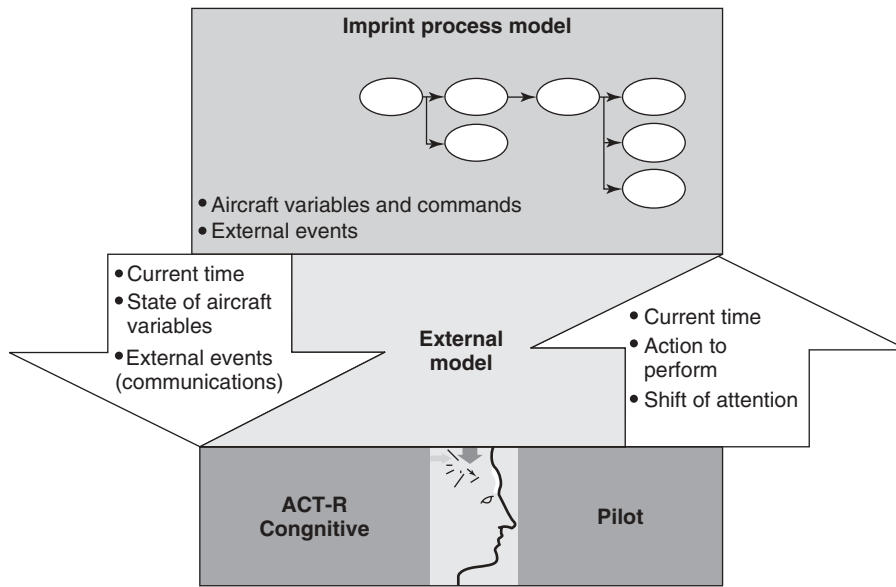 Imprint process model
• Aircraft variables and commands
• External events
• Current time
• State of aircraft
variables
• External events
(communications)
External
model
• Current time
• Action to
perform
• Shift of attention
ACT-R
Congnitive
Pilot